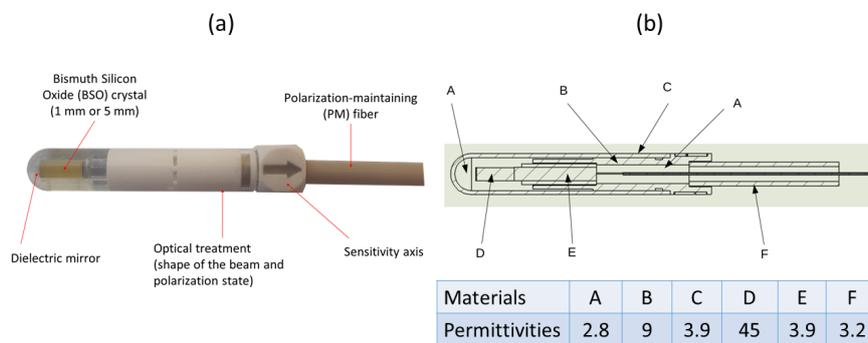 (a)
Bismuth Silicon
Oxide (BSO) crystal
(1 mm or 5 mm)
Polarization-maintaining
(PM) fiber
Dielectric mirror
Optical treatment
(shape of the beam and
polarization state)
Sensitivity axis
(b)
A
B
C
A
D
E
F
Materials A B C D E F
Permittivities 2.8 9 3.9 45 3.9 3.2